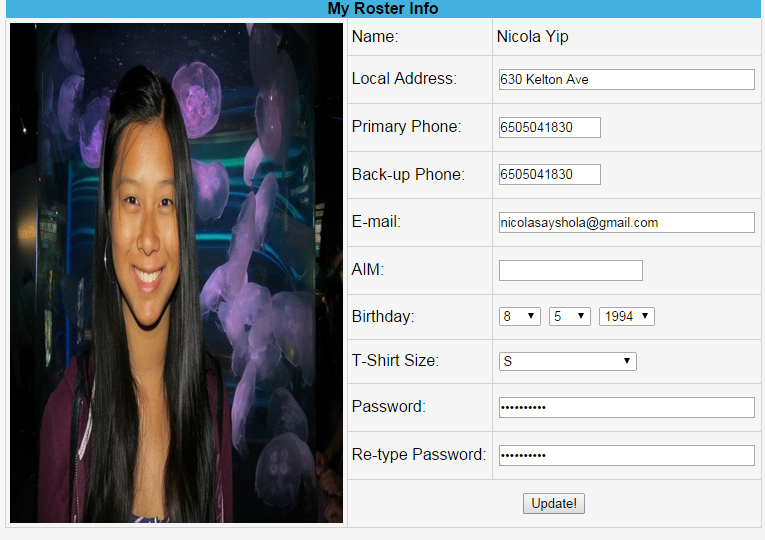 My Roster Info
Name: Nicola Yip
Local Address: 630 Kelton Ave
Primary Phone: 6505041830
Back-up Phone: 6505041830
E-mail: nicolasayshola@gmail.com
AIM:
Birthday: 8 5 1994
T-Shirt Size: S
Password: ••••••••••
Re-type Password: ••••••••••
Update!